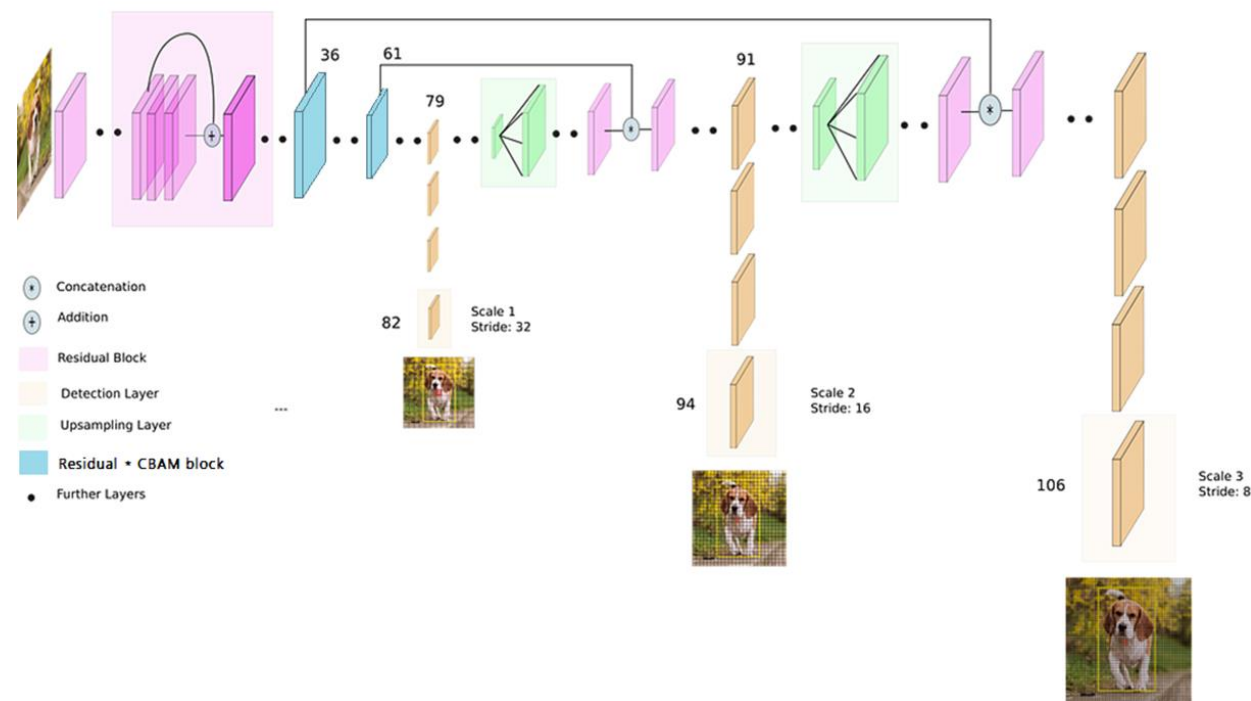 36
61
91
79
*
+
*
*
Concatenation
+
Addition
Residual Block
Detection Layer
...
Upsampling Layer
Residual * CBAM block
Further Layers
82
Scale 1
Stride: 32
94
Scale 2
Stride: 16
106
Scale 3
Stride: 8